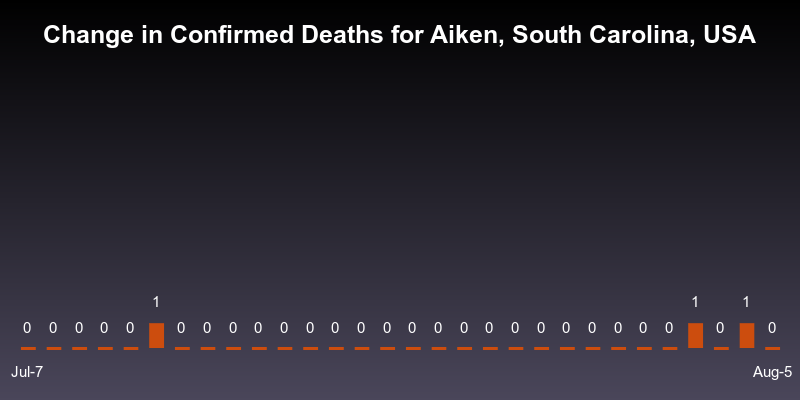 Change in Confirmed Deaths for Aiken, South Carolina, USA
1 1 1
0 0 0 0 0 0 0 0 0 0 0 0 0 0 0 0 0 0 0 0 0 0 0 0 0 0 0
Jul-7 Aug-5